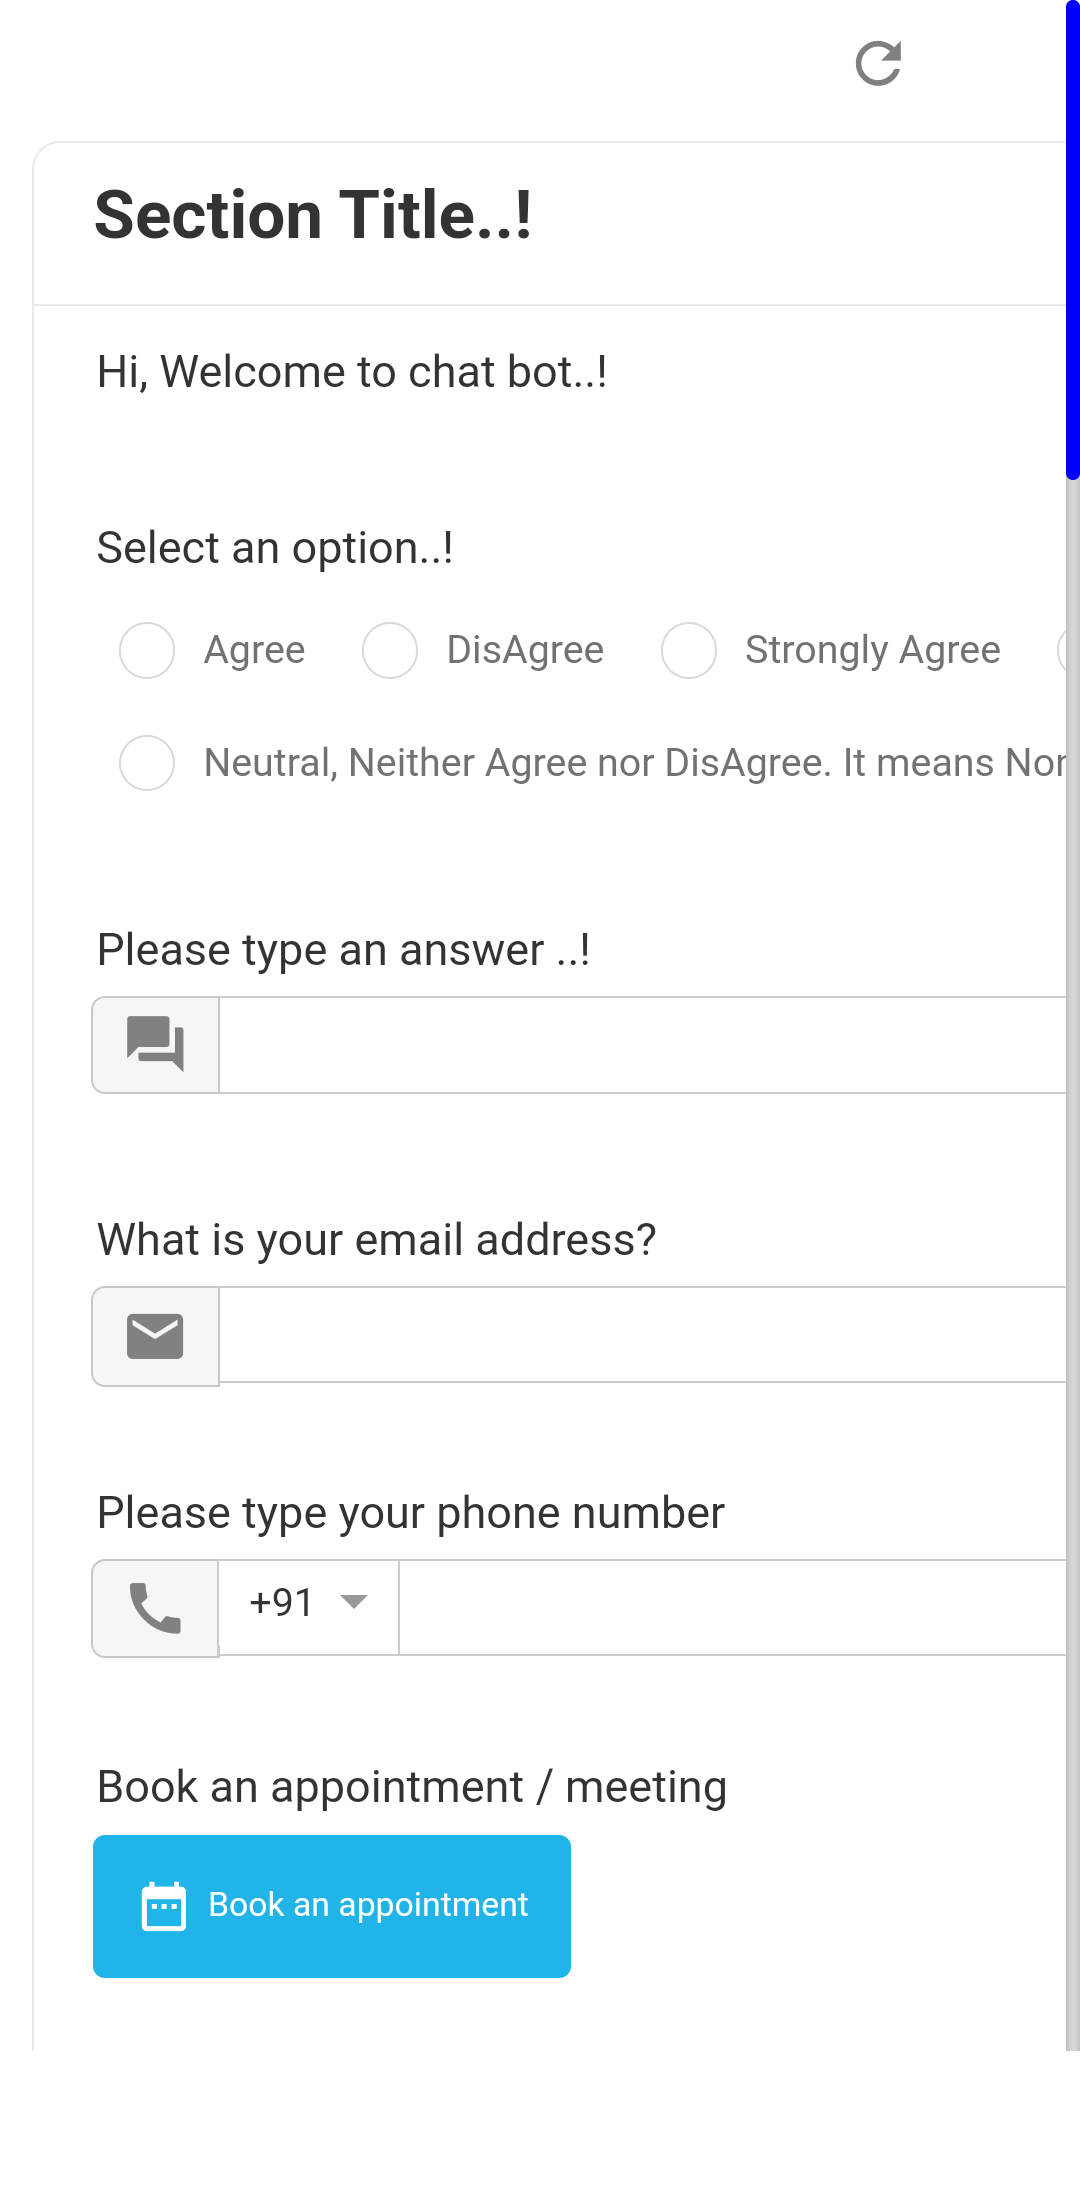 Section Title..!
Hi, Welcome to chat bot..!
Select an option..!
Agree DisAgree Strongly Agree
Neutral, Neither Agree nor DisAgree. It means
Please type an answer ..!
What is your email address?
Please type your phone number
+91
Book an appointment / meeting
Book an appointment